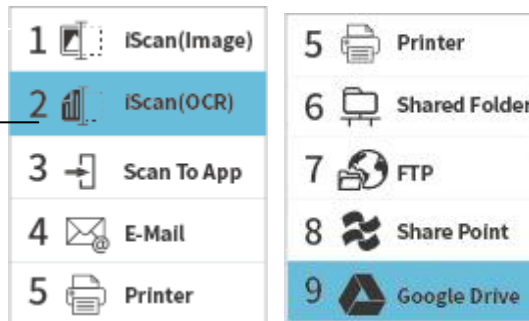 1 iScan(Image)
2 iScan(OCR)
3 Scan To App
4 E-Mail
5 Printer
5 Printer
6 Shared Folder
7 FTP
8 Share Point
9 Google Drive